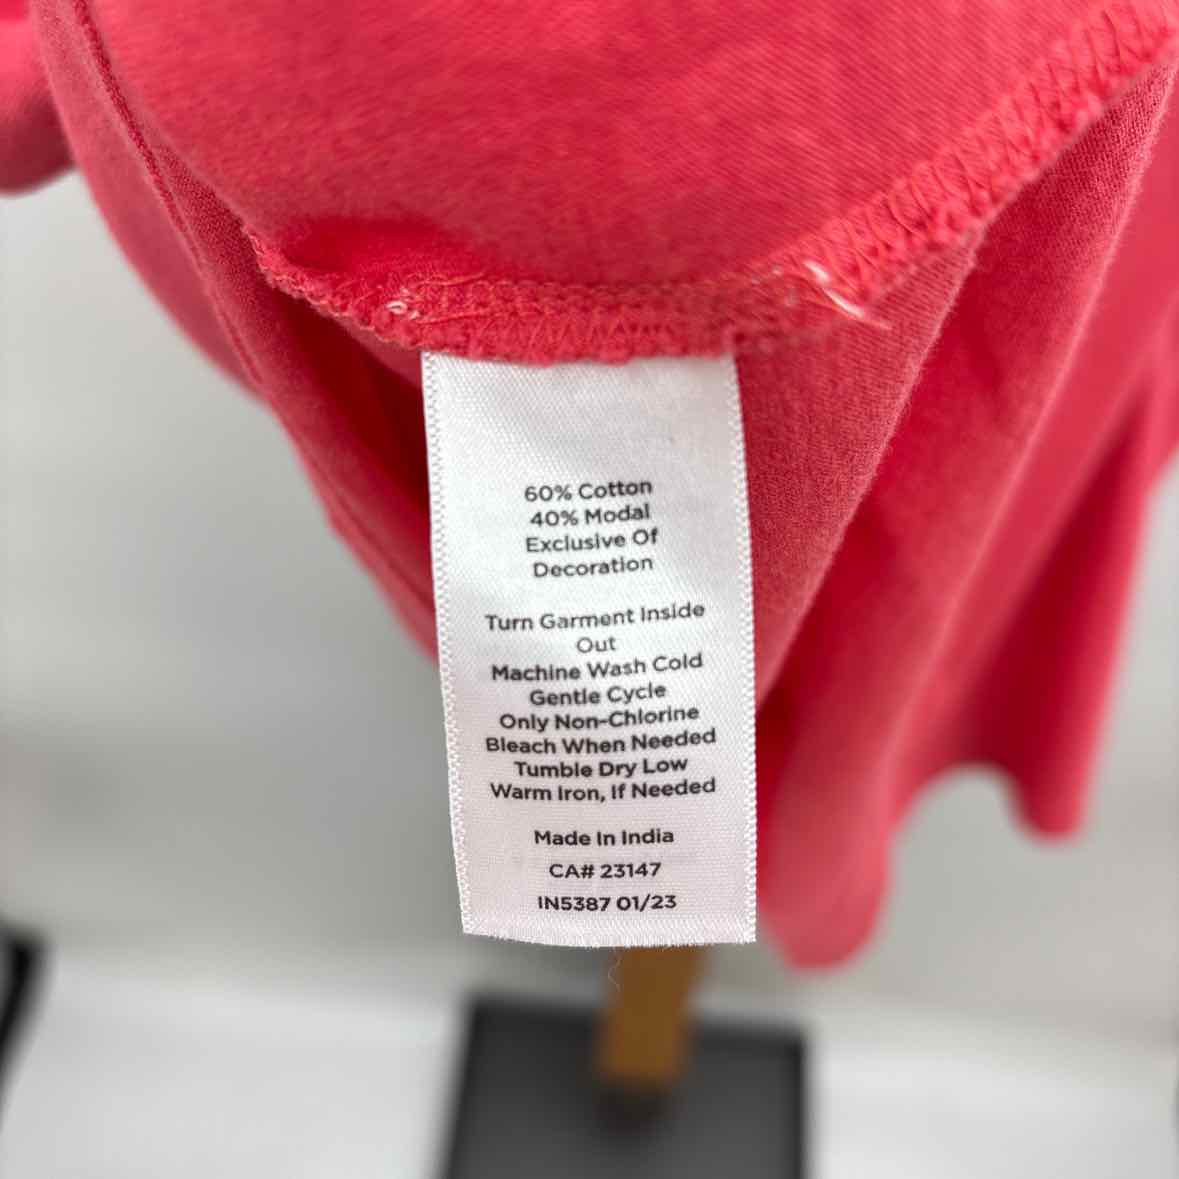 60% Cotton
40% Modal
Exclusive Of
Decoration
Turn Garment Inside
Out
Machine Wash Cold
Gentle Cycle
Only Non-Chlorine
Bleach When Needed
Tumble Dry Low
Warm Iron, If Needed
Made In India
CA# 23147
IN5387 01/23